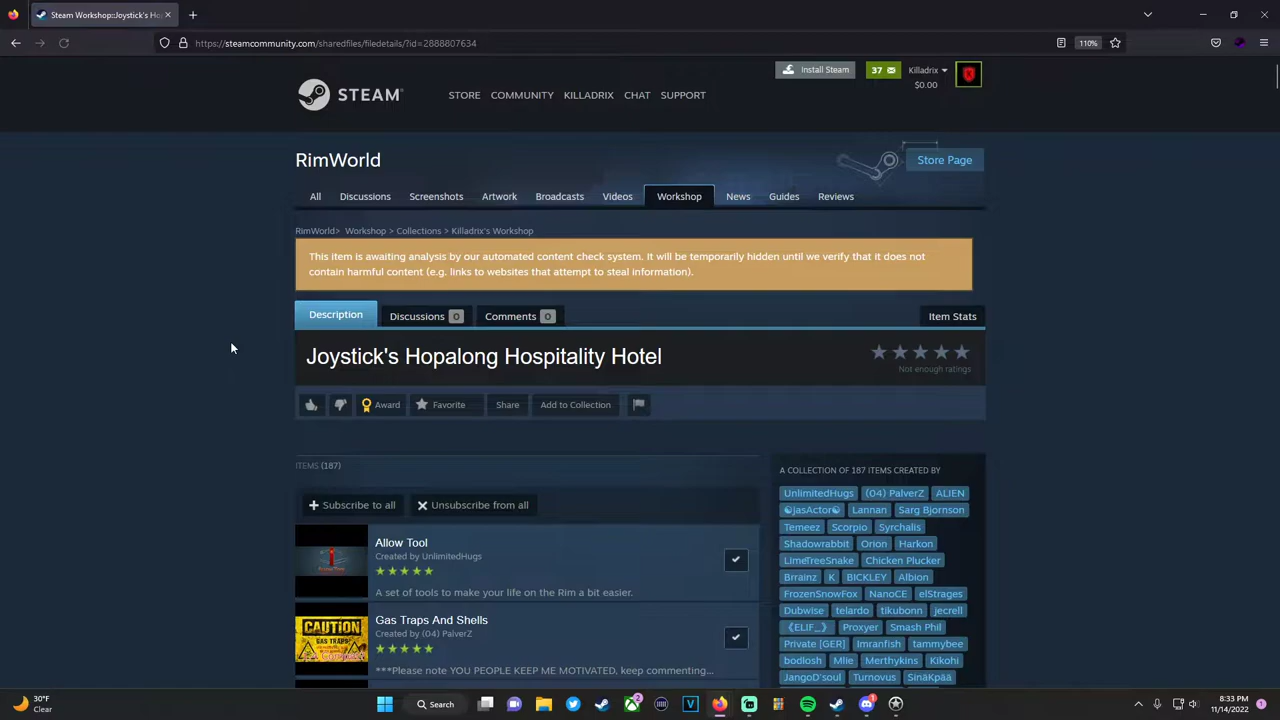 Steam Workshop::Joystick's Ho
https://steamcommunity.com/sharedfiles/filedetails/?id=2888807634
110%
Install Steam
37
Killadrix
$0.00
STEAM
STORE COMMUNITY KILLADRIX CHAT SUPPORT
RimWorld
Store Page
All Discussions Screenshots Artwork Broadcasts Videos Workshop News Guides Reviews
RimWorld> Workshop > Collections > Killadrix's Workshop
This item is awaiting analysis by our automated content check system. It will be temporarily hidden until we verify that it does not
contain harmful content (e.g. links to websites that attempt to steal information).
Description Discussions 0 Comments 0 Item Stats
Joystick's Hopalong Hospitality Hotel
Not enough ratings
Award Favorite Share Add to Collection
ITEMS (187)
Subscribe to all Unsubscribe from all
Allow Tool
Created by UnlimitedHugs
A set of tools to make your life on the Rim a bit easier.
CAUTION
GAS TRAPS
Gas Traps And Shells
Created by (04) PalverZ
***Please note YOU PEOPLE KEEP ME MOTIVATED, keep commenting...
A COLLECTION OF 187 ITEMS CREATED BY
UnlimitedHugs (04) PalverZ ALIEN
☯JasActor☯ Lannan Sarg Bjornson
Temeez Scorpio Syrchalis
Shadowrabbit Orion Harkon
LimeTreeSnake Chicken Plucker
Brrainz K BICKLEY Albion
FrozenSnowFox NanoCE elStrages
Dubwise telardo tikubonn jecrell
《ELIF_》 Proxyer Smash Phil
Private [GER] Imranfish tammybee
bodlosh Mlie Merthykins Kikohi
JangoD'soul Turnovus SinäKpää
30°F
Clear
Search
2
1
8:33 PM
11/14/2022
1